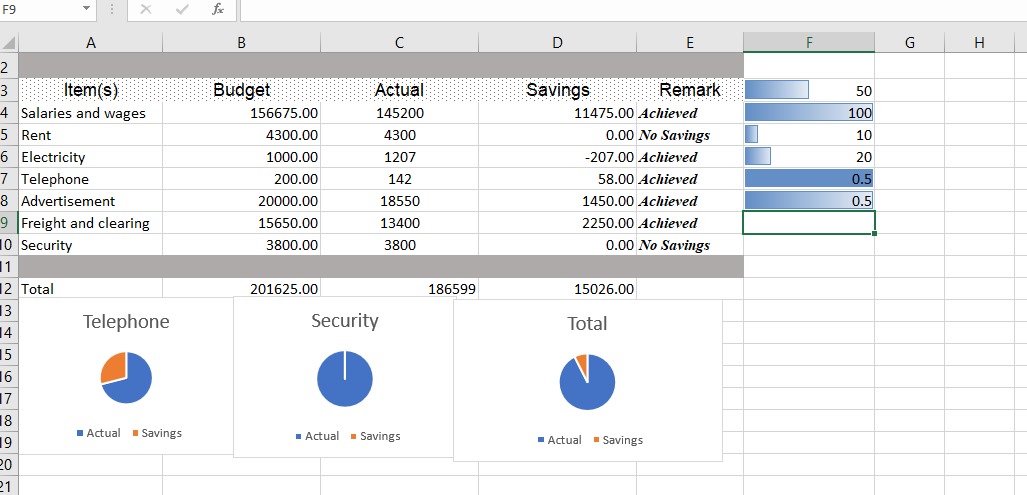 F9 fx
A B C D E F G H
2
3 Item(s) Budget Actual Savings Remark 50
4 Salaries and wages 156675.00 145200 11475.00 Achieved 100
5 Rent 4300.00 4300 0.00 No Savings 10
6 Electricity 1000.00 1207 -207.00 Achieved 20
7 Telephone 200.00 142 58.00 Achieved 0.5
8 Advertisement 20000.00 18550 1450.00 Achieved 0.5
9 Freight and clearing 15650.00 13400 2250.00 Achieved
10 Security 3800.00 3800 0.00 No Savings
11
12 Total 201625.00 186599 15026.00
13
Telephone Security Total
14
15
16
17
18
Actual Savings Actual Savings Actual Savings
19
20
21